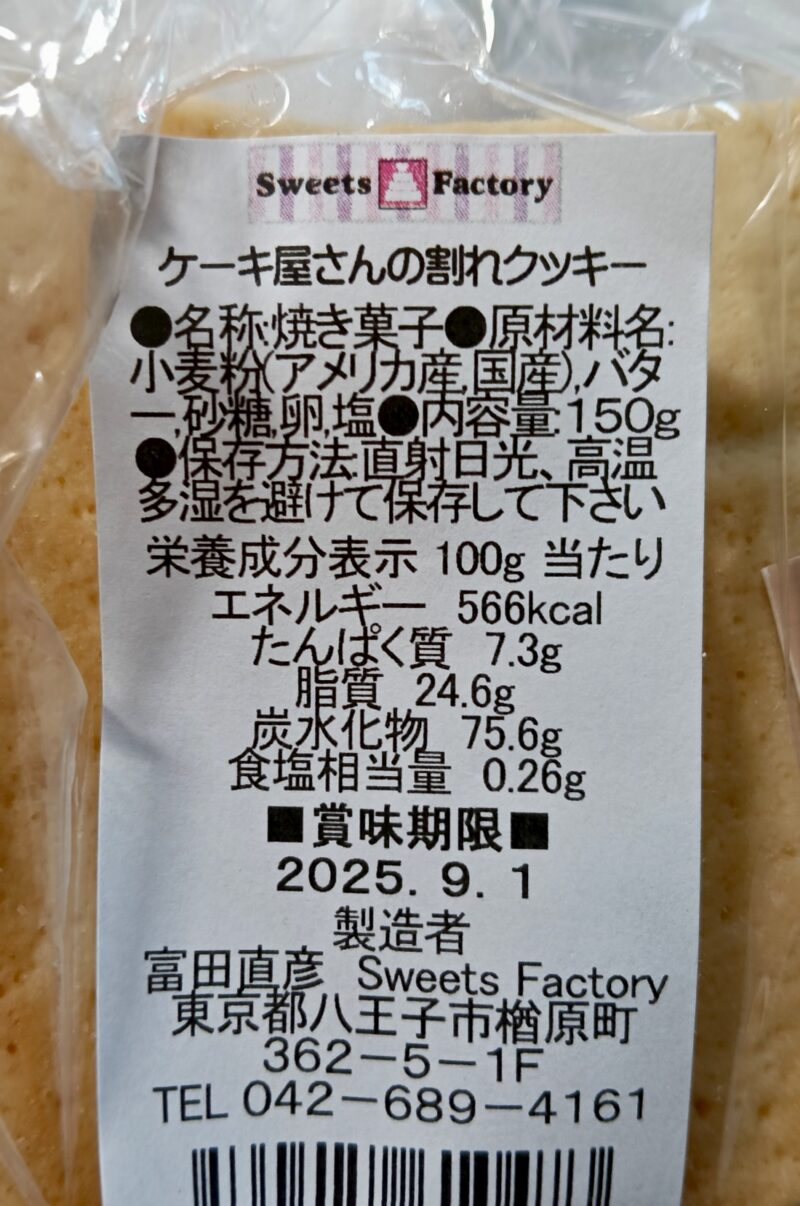 Sweets Factory
ケーキ屋さんの割れクッキー
●名称:焼き菓子●原材料名:
小麦粉(アメリカ産,国産),バタ
ー,砂糖,卵,塩●内容量:150g
●保存方法:直射日光、高温
多湿を避けて保存して下さい
栄養成分表示 100g 当たり
エネルギー 566kcal
たんぱく質 7.3g
脂質 24.6g
炭水化物 75.6g
食塩相当量 0.26g
■賞味期限■
2025. 9. 1
製造者
富田直彦 Sweets Factory
東京都八王子市楢原町
362－5－1F
TEL 042－689－4161